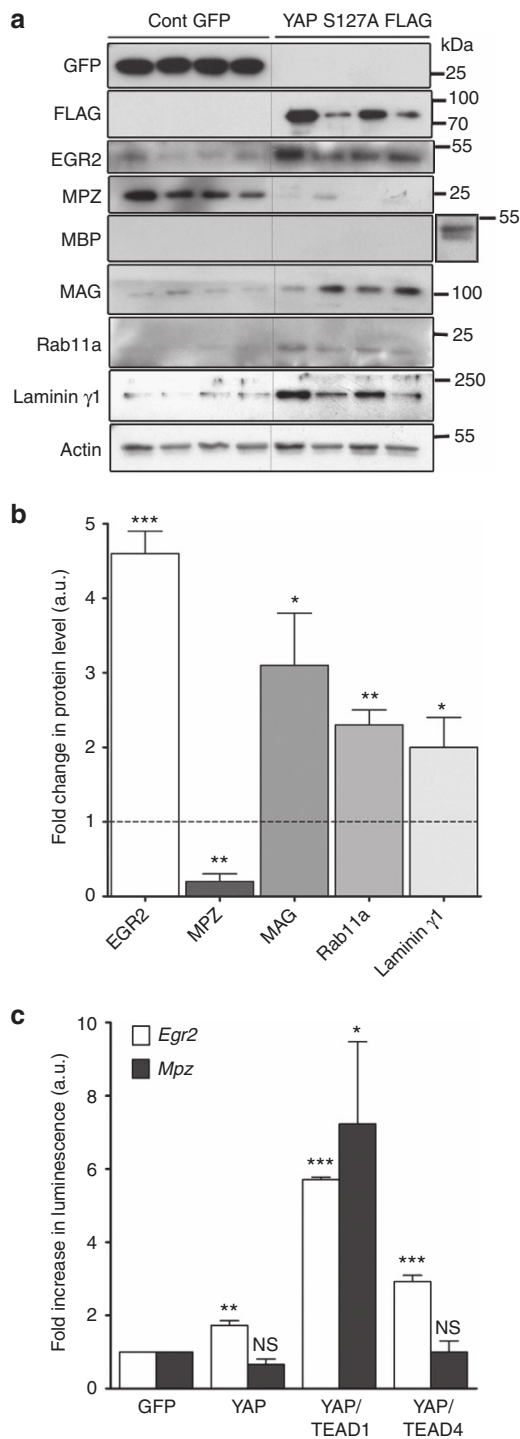 a
Cont GFP YAP S127A FLAG
kDa
GFP
25
FLAG
100
70
EGR2
55
MPZ
25
MBP
55
MAG
100
Rab11a
25
Laminin γ1
250
Actin
55
b
Fold change in protein level (a.u.)
5
4
3
2
1
0
***
**
*
**
*
EGR2
MPZ
MAG
Rab11a
Laminin γ1
c
Fold increase in luminescence (a.u.)
10
8
6
4
2
0
Egr2
Mpz
**
NS
***
*
***
NS
GFP
YAP
YAP/
TEAD1
YAP/
TEAD4